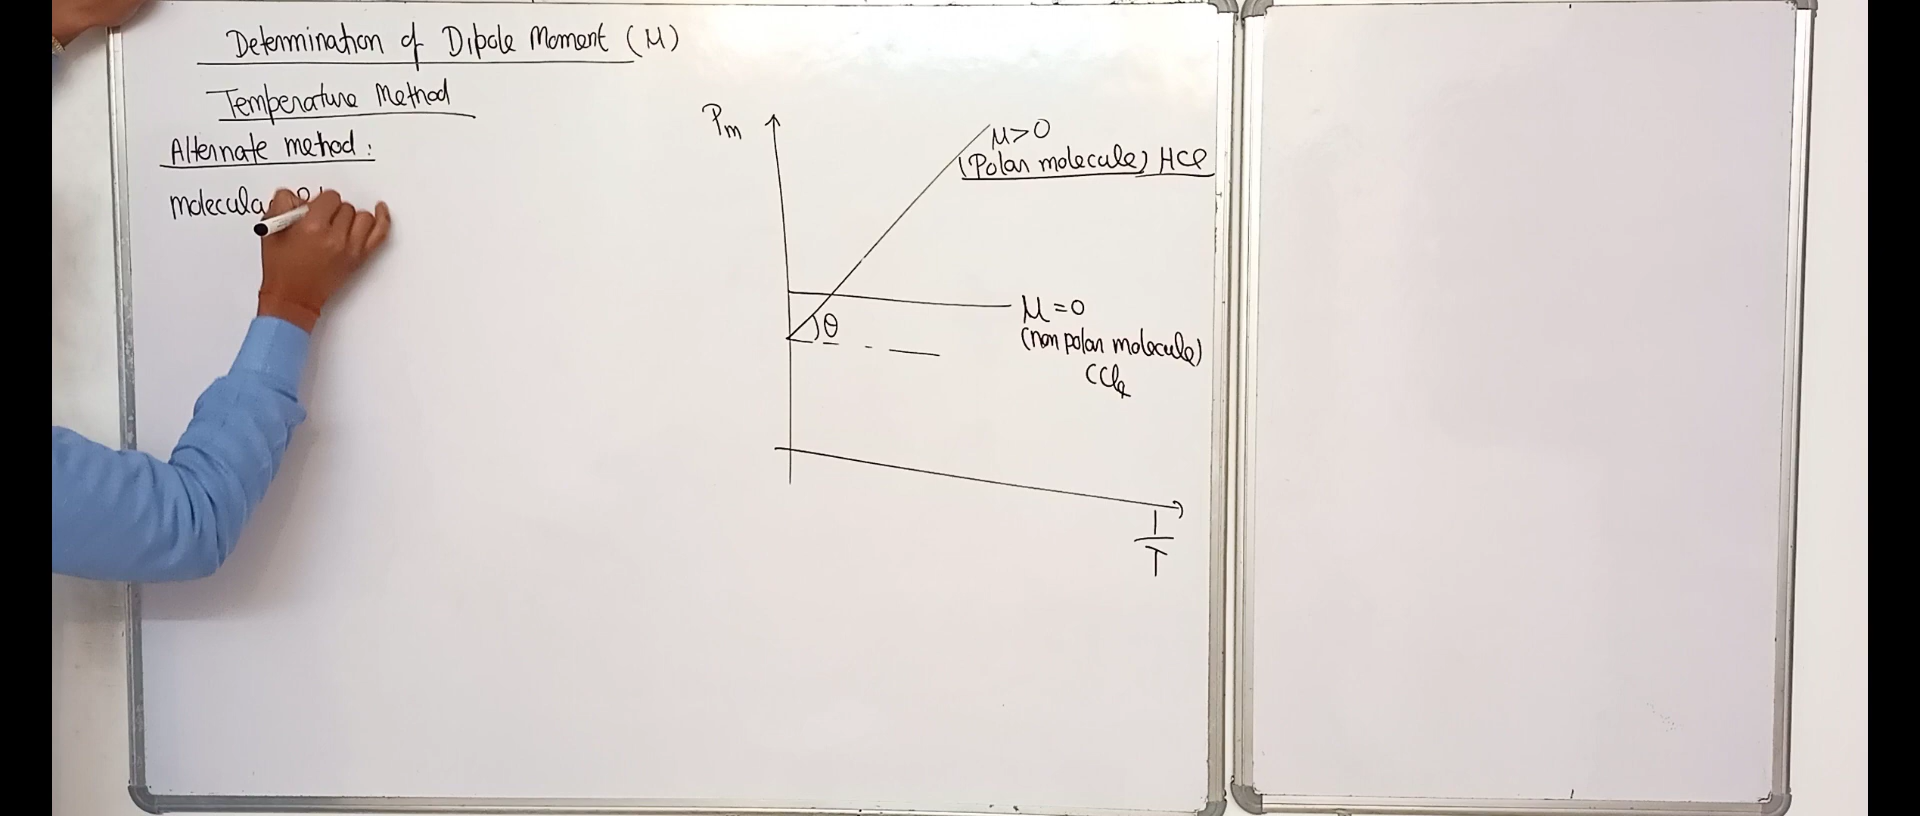 Determination of Dipole Moment (μ)
Temperature Method
Alternate method :
Pm
μ>0
(Polar molecule) HCl
θ
μ=0
(non polar molecule)
CCl4
1
T